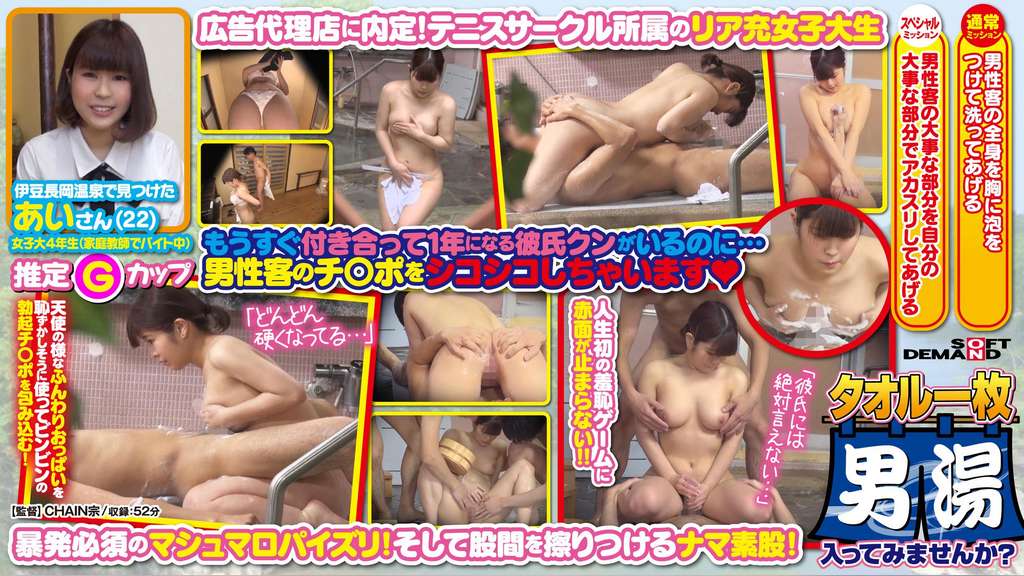 広告代理店に内定!テニスサークル所属のリア充女子大生
通常ミッション
男性客の全身を胸に泡を
つけて洗ってあげる
スペシャルミッション
男性客の大事な部分を自分の
大事な部分でアカスリしてあげる
伊豆長岡温泉で見つけた
あいさん(22)
女子大4年生(家庭教師でバイト中)
推定Gカップ
もうすぐ付き合って1年になる彼氏クンがいるのに…
男性客のチ〇ポをシコシコしちゃいます♥
天使の様なふんわりおっぱいを
恥ずかしそうに使ってビンビンの
勃起チ〇ポを包み込む!
「どんどん
硬くなってる…」
人生初の羞恥ゲームに
赤面が止まらない!!
「彼氏には
絶対言えない…」
SOFT
ON
DEMAND
タオル一枚
男湯
入ってみませんか?
【監督】CHAIN宗/収録:52分
暴発必須のマシュマロパイズリ!そして股間を擦りつけるナマ素股!